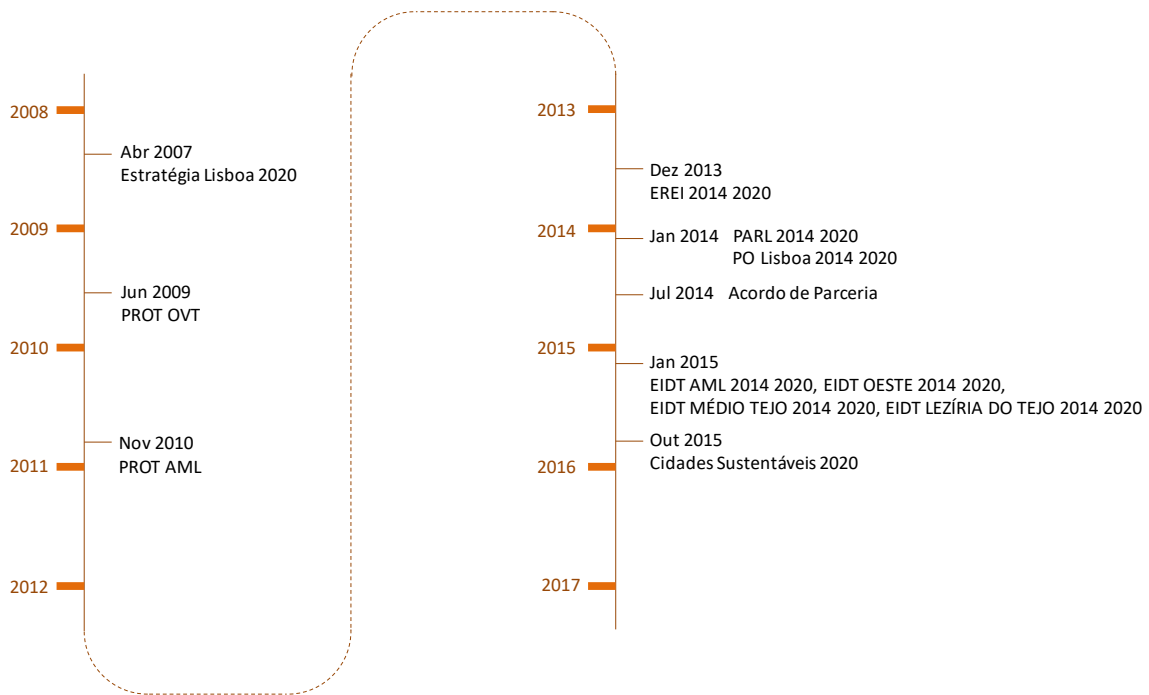 2008
Abr 2007
Estratégia Lisboa 2020
2009
Jun 2009
PROT OVT
2010
Nov 2010
PROT AML
2011
2012
2013
Dez 2013
EREI 2014 2020
2014
Jan 2014 PARL 2014 2020
PO Lisboa 2014 2020
Jul 2014 Acordo de Parceria
2015
Jan 2015
EIDT AML 2014 2020, EIDT OESTE 2014 2020,
EIDT MÉDIO TEJO 2014 2020, EIDT LEZÍRIA DO TEJO 2014 2020
Out 2015
Cidades Sustentáveis 2020
2016
2017